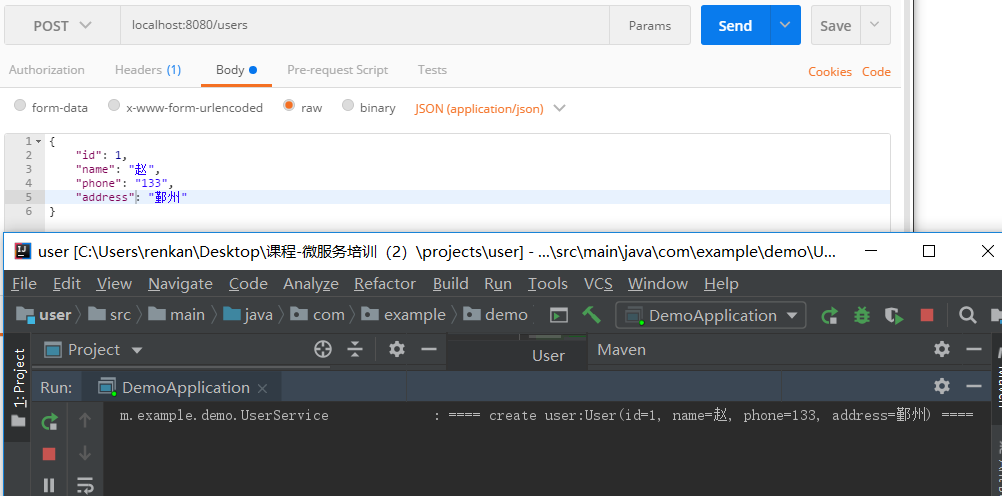 POST localhost:8080/users Params Send Save
Authorization Headers (1) Body Pre-request Script Tests Cookies Code
form-data x-www-form-urlencoded raw binary JSON (application/json)
1 {
2 "id": 1,
3 "name": "赵",
4 "phone": "133",
5 "address": "鄞州"
6 }
user [C:\Users\renkan\Desktop\课程-微服务培训（2）\projects\user] - ...\src\main\java\com\example\demo\U...
File Edit View Navigate Code Analyze Refactor Build Run Tools VCS Window Help
user src main java com example demo DemoApplication
1: Project
Project User Maven
Run: DemoApplication
m.example.demo.UserService : ==== create user:User(id=1, name=赵, phone=133, address=鄞州) ====